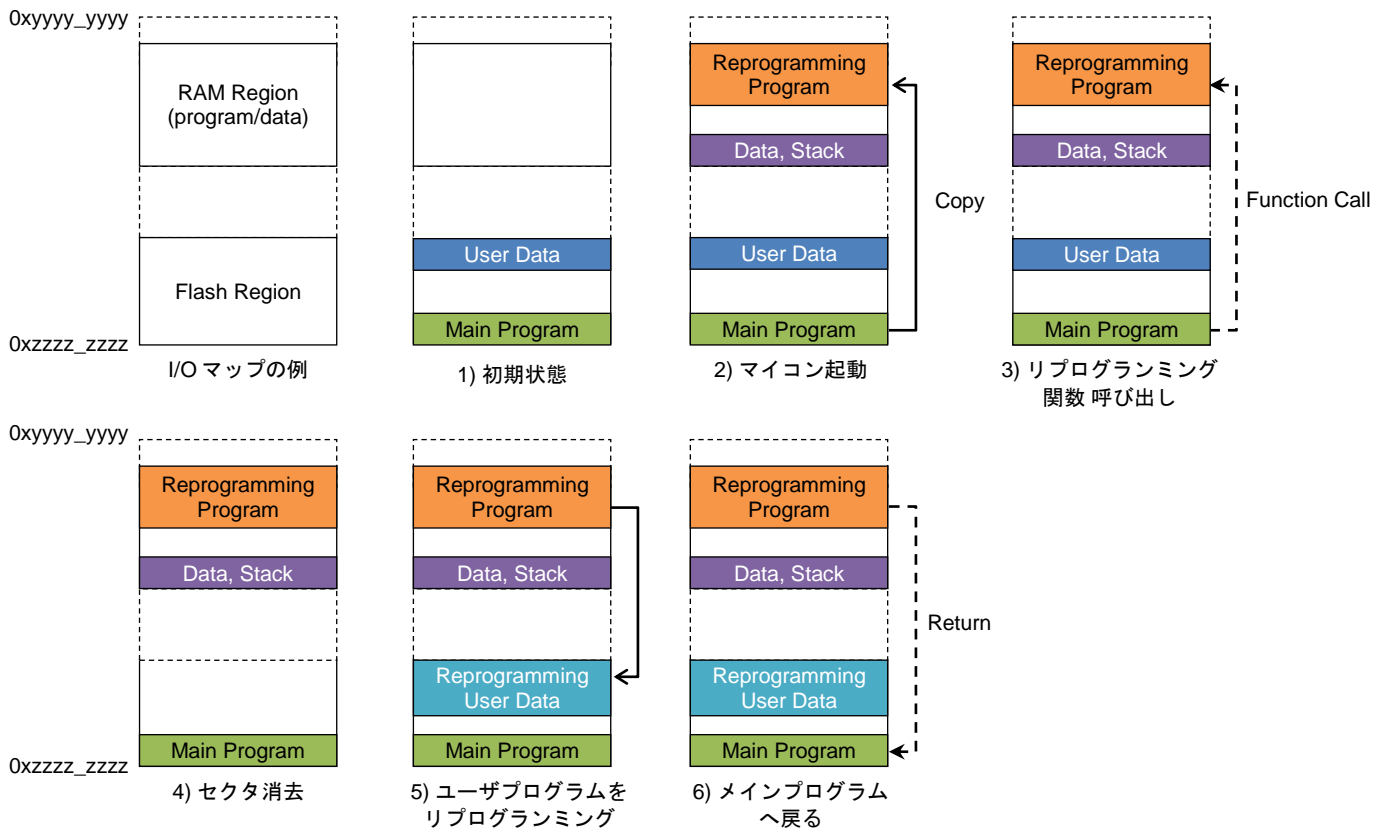 0xyyyy_yyyy
RAM Region
(program/data)
Flash Region
0xzzzz_zzzz
I/O マップの例
User Data
Main Program
1) 初期状態
Reprogramming
Program
Data, Stack
User Data
Main Program
Copy
2) マイコン起動
Reprogramming
Program
Data, Stack
User Data
Main Program
Function Call
3) リプログランミング
関数 呼び出し
0xyyyy_yyyy
Reprogramming
Program
Data, Stack
Main Program
0xzzzz_zzzz
4) セクタ消去
Reprogramming
Program
Data, Stack
Reprogramming
User Data
Main Program
5) ユーザプログラムを
リプログランミング
Reprogramming
Program
Data, Stack
Reprogramming
User Data
Main Program
Return
6) メインプログラム
へ戻る